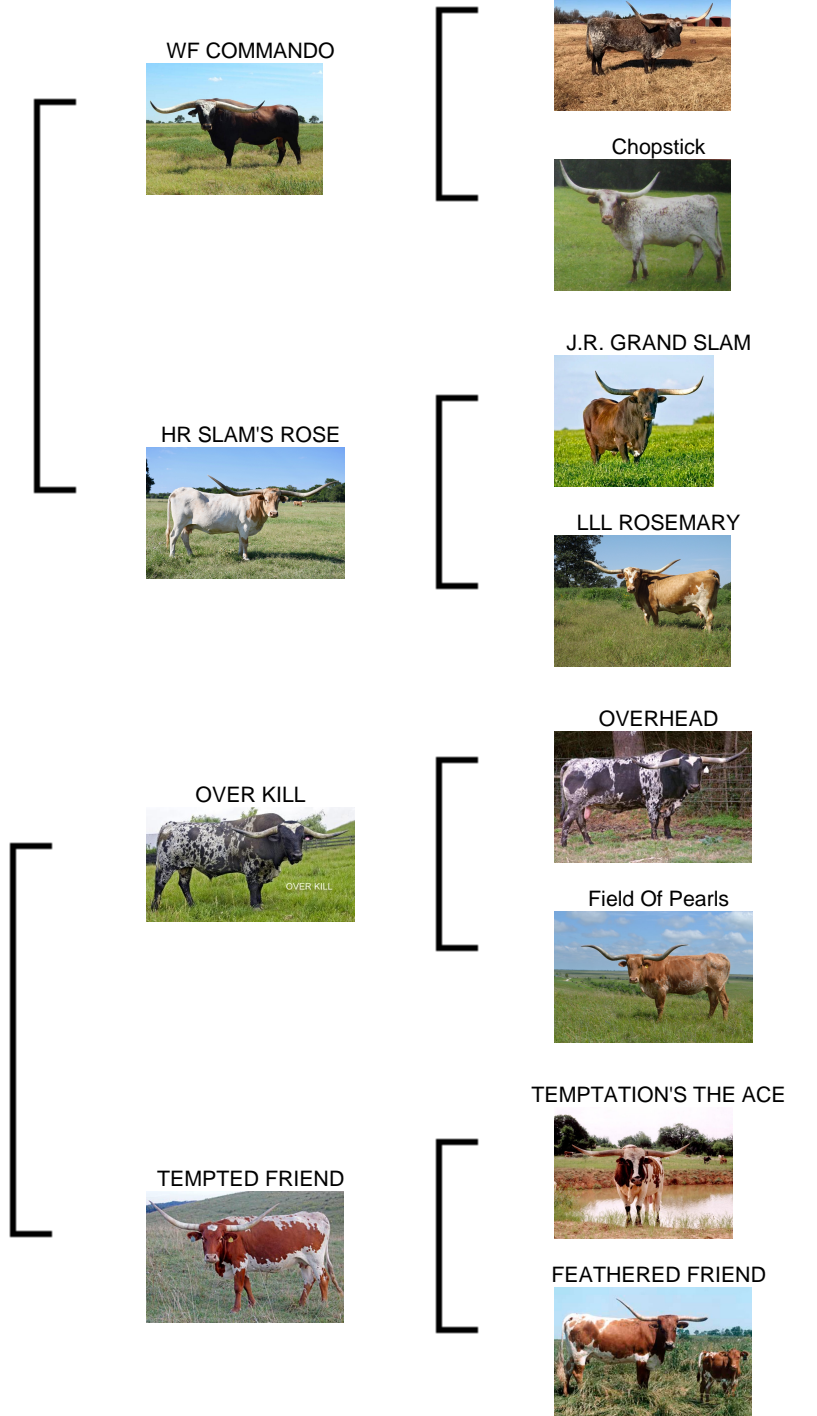 WF COMMANDO
Chopstick
J.R. GRAND SLAM
HR SLAM'S ROSE
LLL ROSEMARY
OVERHEAD
OVER KILL
OVER KILL
Field Of Pearls
TEMPTATION'S THE ACE
TEMPTED FRIEND
FEATHERED FRIEND